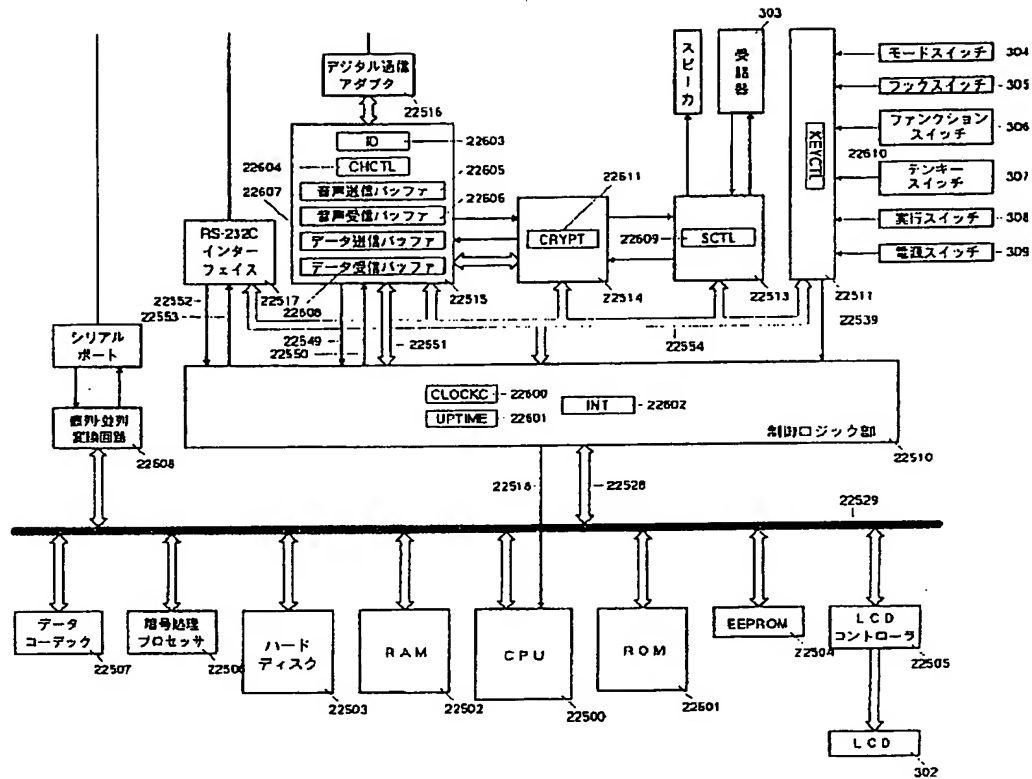 303
スピーカ
受話器
モードスイッチ
304
フックスイッチ
305
ファンクション
スイッチ
306
テンキー
スイッチ
307
実行スイッチ
308
電源スイッチ
309
KEYCTL
22610
22511
22539
デジタル通信
アダプタ
22516
IO
22603
22604
CHCTL
22605
22607
音声送信バッファ
22606
音声受信バッファ
データ送信バッファ
データ受信バッファ
22608
22515
22611
CRYPT
22514
22609
SCTL
22513
RS-232C
インター
フェイス
22517
22552
22553
22549
22550
22551
22554
シリアル
ポート
直列-並列
変換回路
22508
CLOCKC
22600
UPTIME
22601
INT
22602
制御ロジック部
22510
22518
22528
22529
データ
コーデック
22507
暗号処理
プロセッサ
22506
ハード
ディスク
22503
RAM
22502
CPU
22500
ROM
22501
EEPROM
22504
LCD
コントローラ
22505
LCD
302